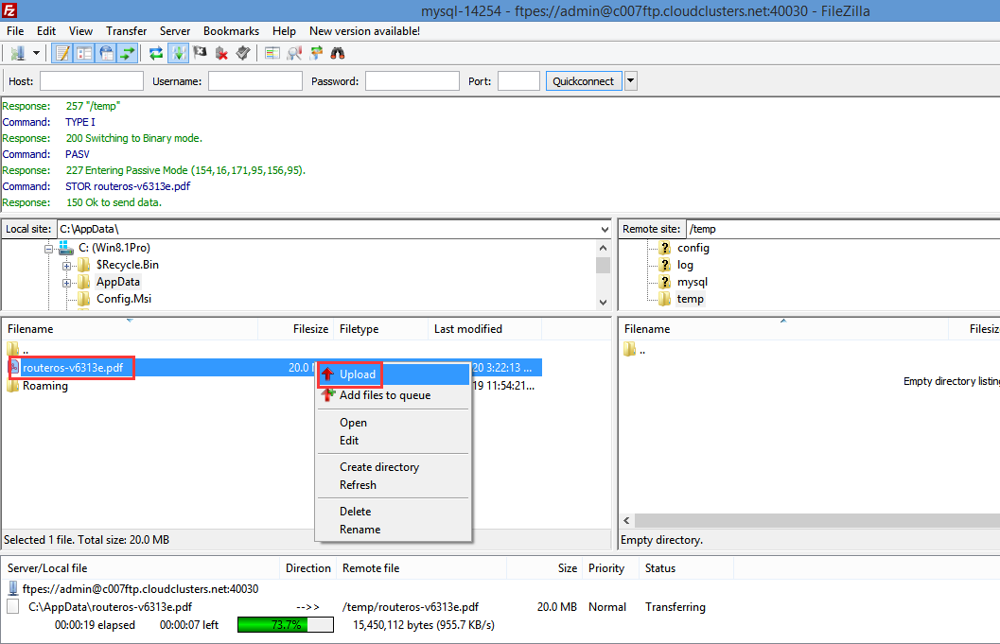 Fz
mysql-14254 - ftpes://admin@c007ftp.cloudclusters.net:40030 - FileZilla
File Edit View Transfer Server Bookmarks Help New version available!
Host: Username: Password: Port: Quickconnect
Response: 257 "/temp"
Command: TYPE I
Response: 200 Switching to Binary mode.
Command: PASV
Response: 227 Entering Passive Mode (154,16,171,95,156,95).
Command: STOR routeros-v6313e.pdf
Response: 150 Ok to send data.
Local site: C:\AppData\
C: (Win8.1Pro)
$Recycle.Bin
AppData
Config.Msi
Remote site: /temp
? config
? log
? mysql
temp
Filename Filesize Filetype Last modified
..
routeros-v6313e.pdf 20.0 20 3:22:13 ...
Roaming 19 11:54:21...
Upload
Add files to queue
Open
Edit
Create directory
Refresh
Delete
Rename
Selected 1 file. Total size: 20.0 MB
Filename Filesiz
..
Empty directory listing
Empty directory.
Server/Local file Direction Remote file Size Priority Status
ftpes://admin@c007ftp.cloudclusters.net:40030
C:\AppData\routeros-v6313e.pdf -->> /temp/routeros-v6313e.pdf 20.0 MB Normal Transferring
00:00:19 elapsed 00:00:07 left 73.7% 15,450,112 bytes (955.7 KB/s)